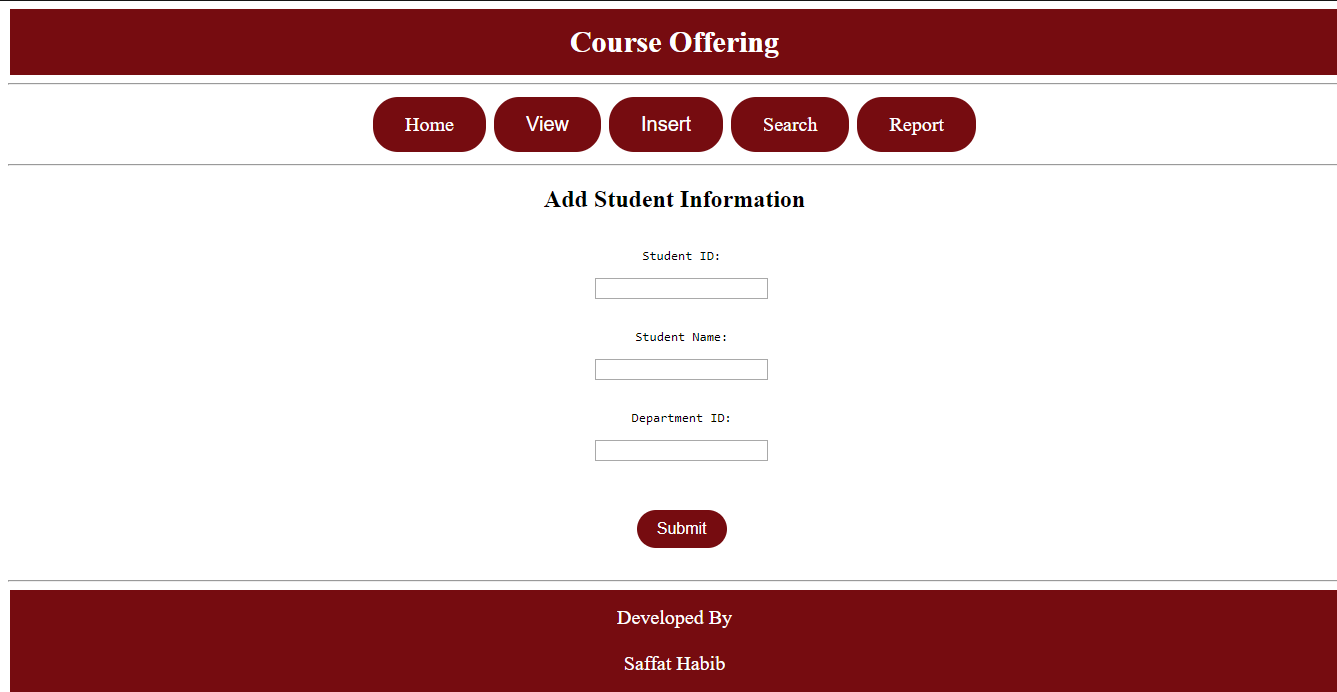 Course Offering
Home View Insert Search Report
Add Student Information
Student ID:
Student Name:
Department ID:
Submit
Developed By
Saffat Habib